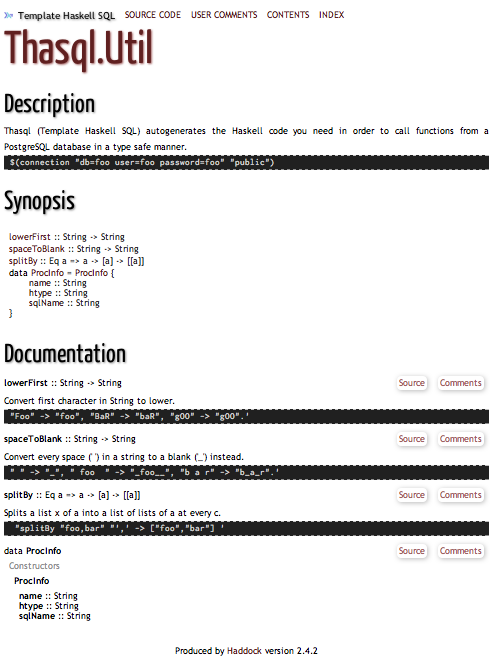 Template Haskell SQL SOURCE CODE USER COMMENTS CONTENTS INDEX
Thasql.Util
Description
Thasql (Template Haskell SQL) autogenerates the Haskell code you need in order to call functions from a
PostgreSQL database in a type safe manner.
$(connection "db=foo user=foo password=foo" "public")
Synopsis
lowerFirst :: String -> String
spaceToBlank :: String -> String
splitBy :: Eq a => a -> [a] -> [[a]]
data ProcInfo = ProcInfo {
name :: String
htype :: String
sqlName :: String
}
Documentation
lowerFirst :: String -> String Source Comments
Convert first character in String to lower.
"Foo" -> "foo", "BaR" -> "baR", "gOO" -> "gOO".'
spaceToBlank :: String -> String Source Comments
Convert every space (' ') in a string to a blank ('_') instead.
" " -> "_", " foo  " -> "_foo__", "b a r" -> "b_a_r".'
splitBy :: Eq a => a -> [a] -> [[a]] Source Comments
Splits a list x of a into a list of lists of a at every c.
"splitBy "foo,bar" "',' -> ["foo","bar"] '
data ProcInfo Source Comments
Constructors
ProcInfo
name :: String
htype :: String
sqlName :: String
Produced by Haddock version 2.4.2